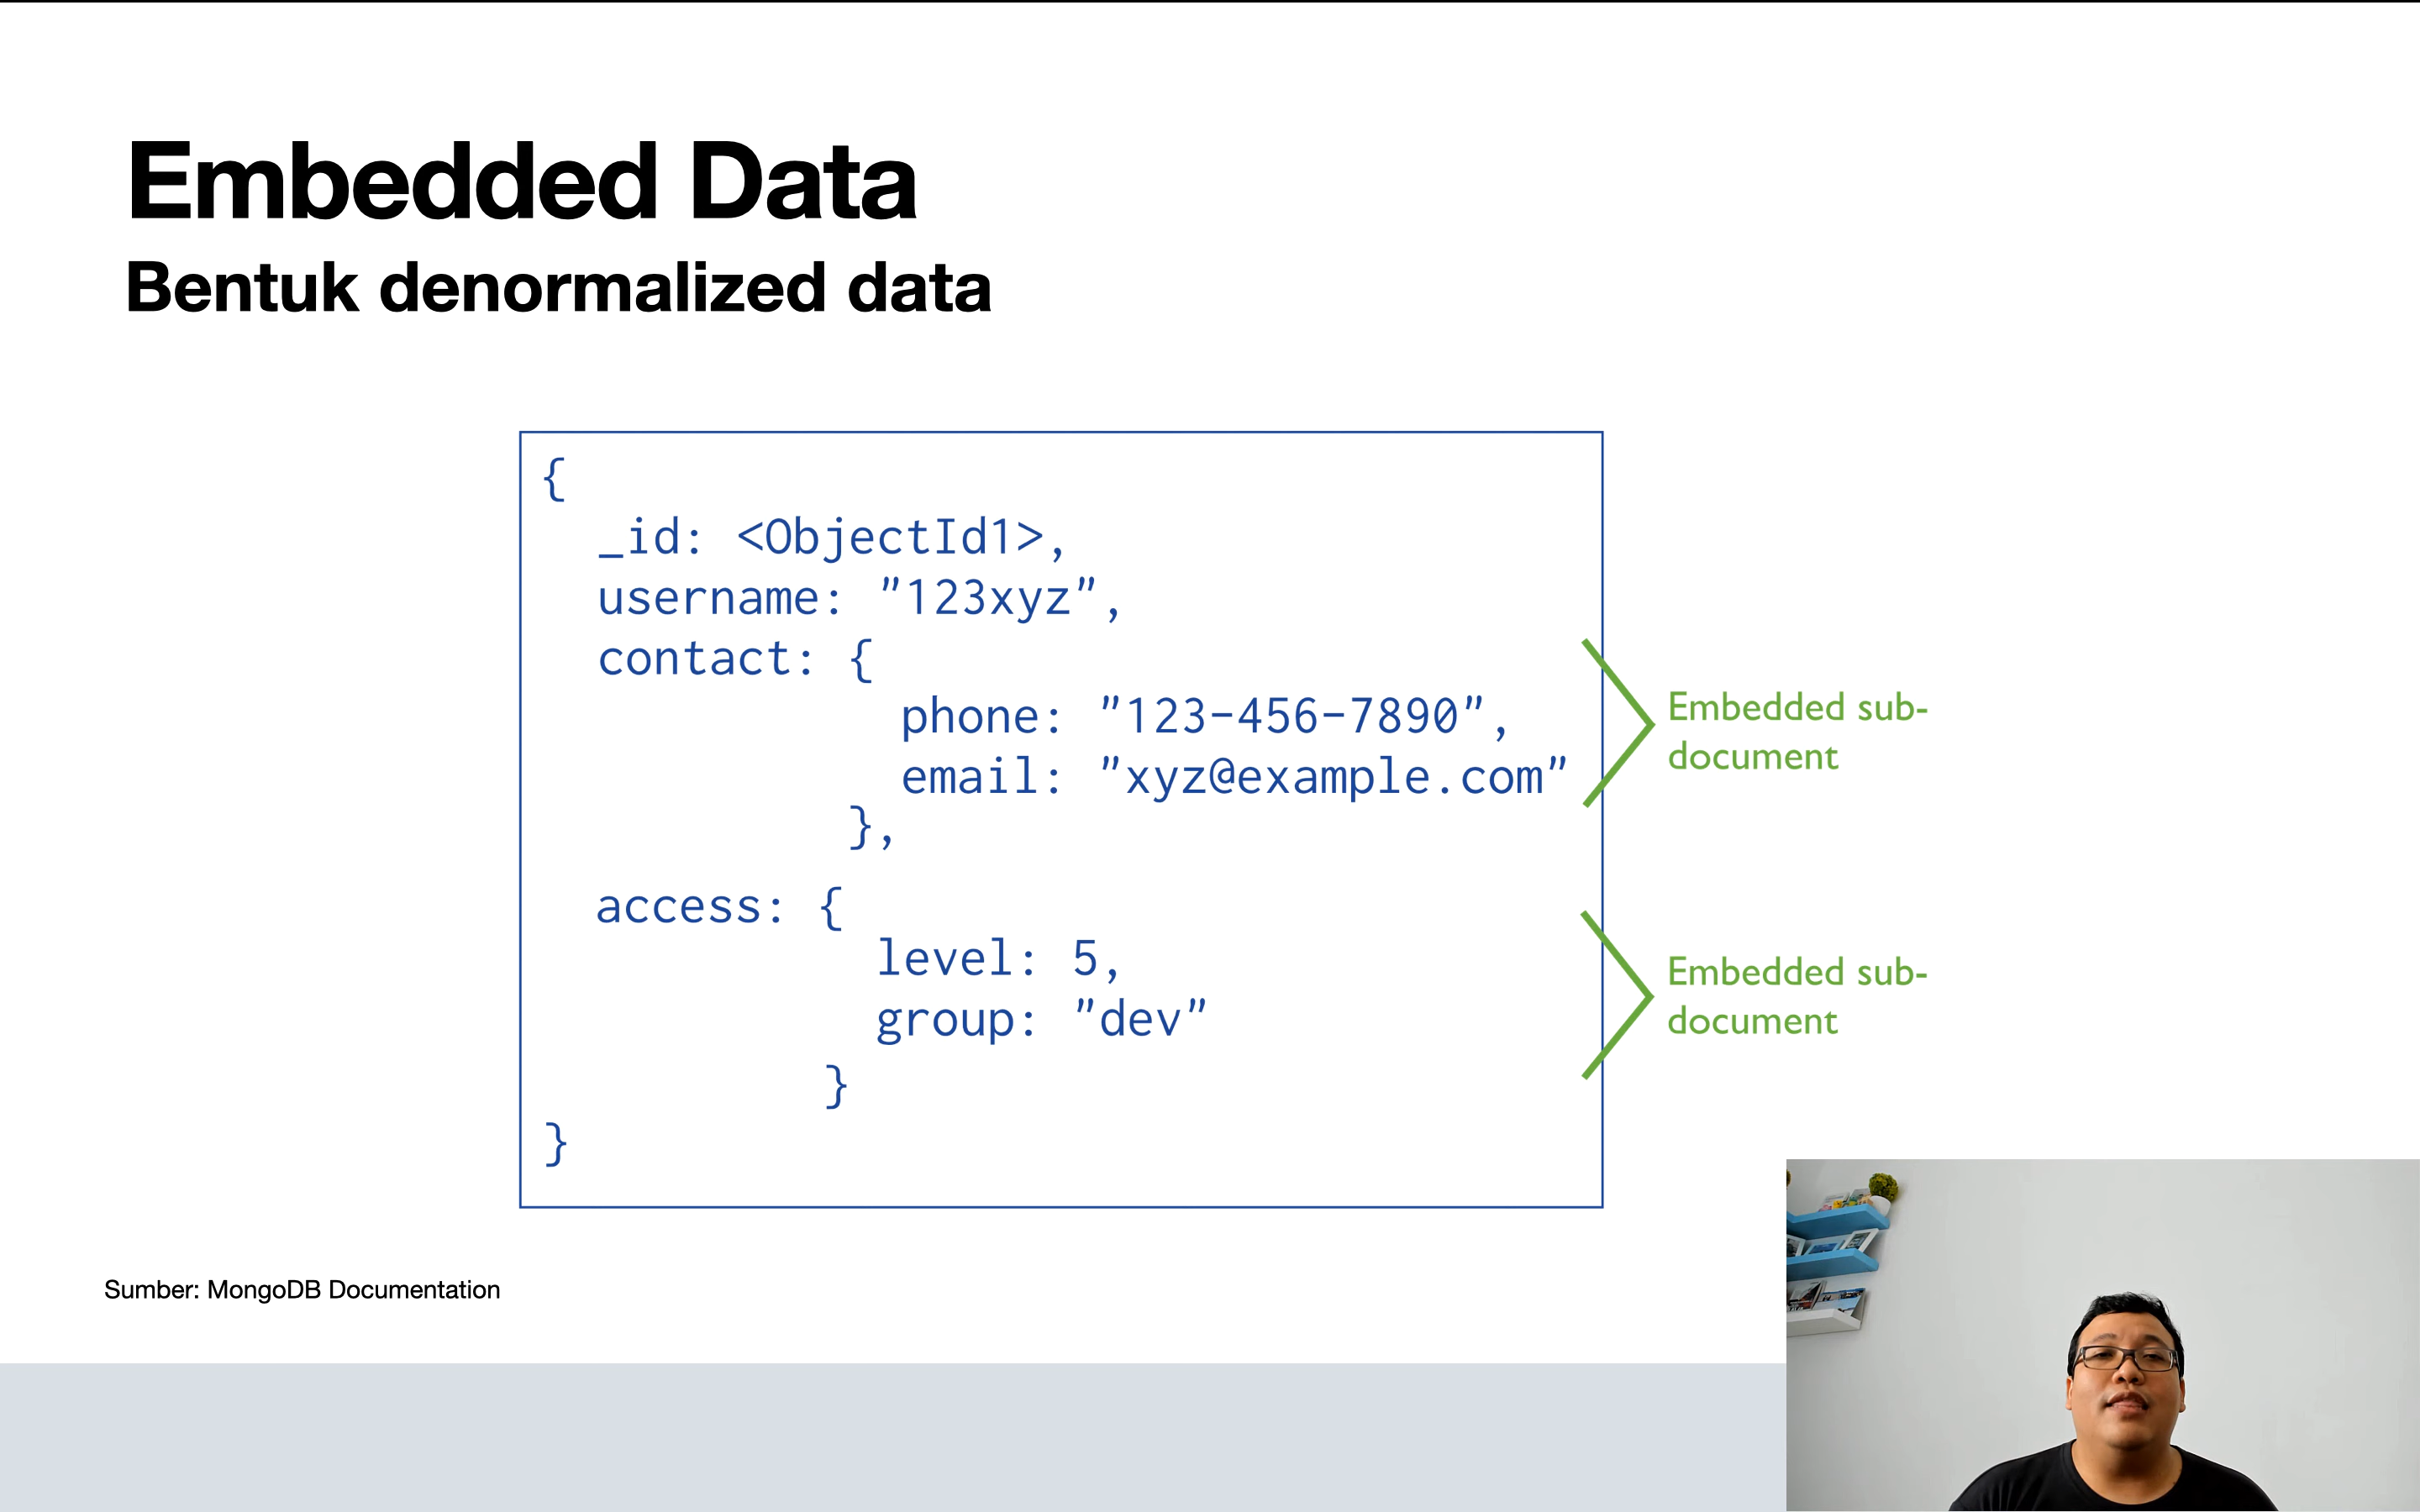 Embedded Data
Bentuk denormalized data
{
_id: <ObjectId1>,
username: "123xyz",
contact: {
phone: "123-456-7890",
email: "xyz@example.com"
},
Embedded sub-
document
access: {
level: 5,
group: "dev"
}
Embedded sub-
document
}
Sumber: MongoDB Documentation